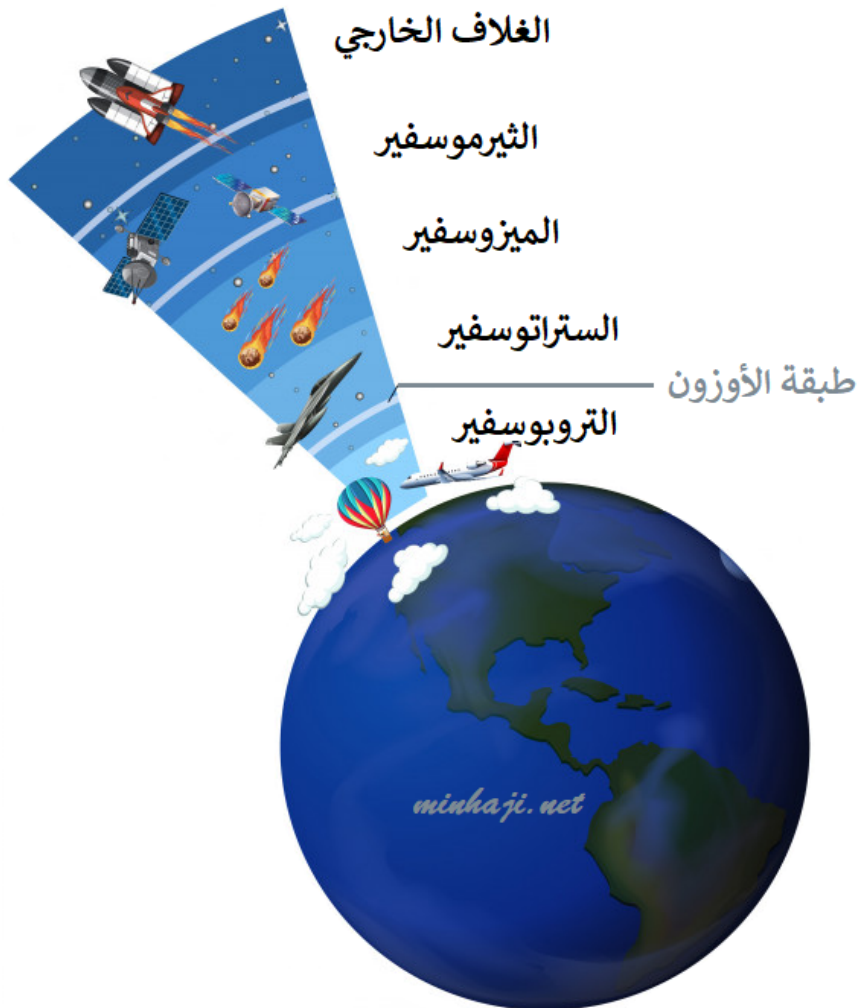 الغلاف الخارجي
الثيرموسفير
الميزوسفير
الستراتوسفير
طبقة الأوزون
التروبوسفير
minhaji.net